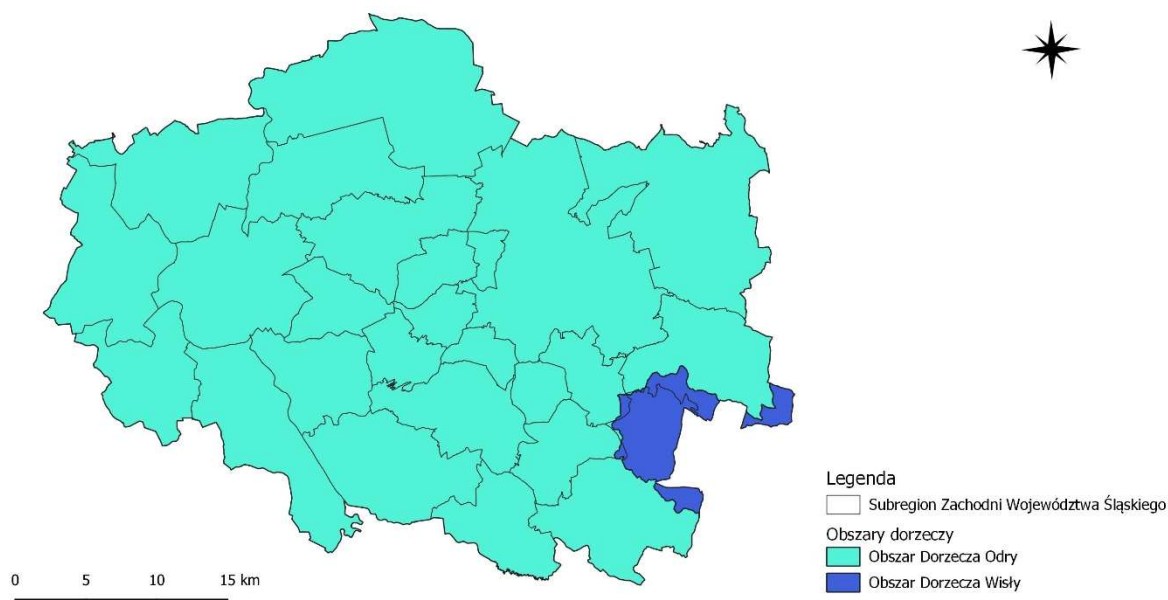 Legenda
Subregion Zachodni Województwa Śląskiego
Obszary dorzeczy
Obszar Dorzecza Odry
Obszar Dorzecza Wisły
0 5 10 15 km